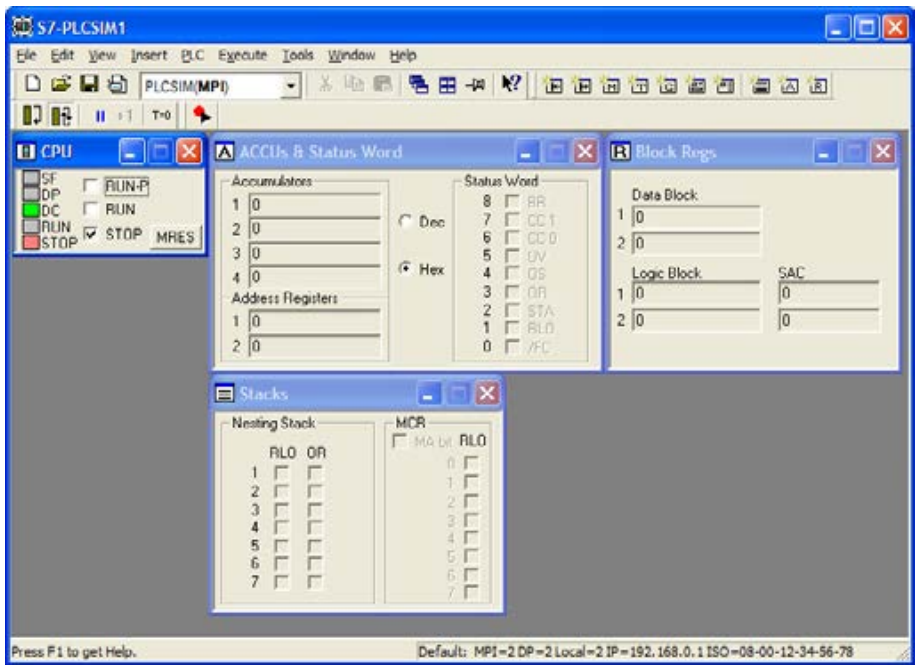 S7-PLCSIM1
File Edit View Insert PLC Execute Tools Window Help
PLCSIM(MPI)
T=0
CPU
SF
DP
DC
RUN
STOP
RUN-P
RUN
STOP
MRES
ACCUs & Status Word
Accumulators
1 0
2 0
3 0
4 0
Address Registers
1 0
2 0
Dec
Hex
Status Word
8 BR
7 CC 1
6 CC 0
5 OV
4 OS
3 OR
2 STA
1 RLO
0 /FC
Block Regs
Data Block
1 0
2 0
Logic Block SAC
1 0 0
2 0 0
Stacks
Nesting Stack
RLO OR
1
2
3
4
5
6
7
MCR
MA bit RLO
0
1
2
3
4
5
6
7
Press F1 to get Help.
Default: MPI=2 DP=2 Local=2 IP=192.168.0.1 ISO=08-00-12-34-56-78